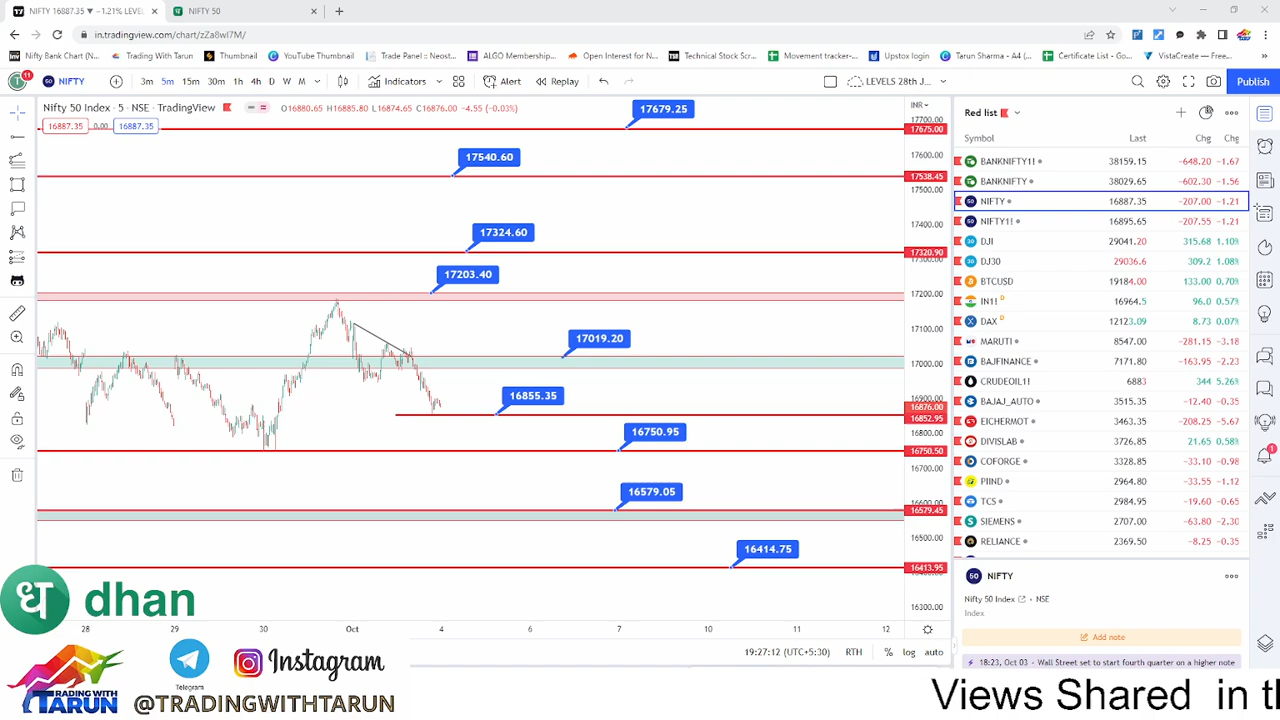 NIFTY 16887.35 ▼ −1.21% LEVEL
NIFTY 50
in.tradingview.com/chart/zZa8wI7M/
Nifty Bank Chart (N...
Trading With Tarun
Thumbnail
YouTube Thumbnail
Trade Panel :: Neost...
ALGO Membership...
Open Interest for N...
Technical Stock Scr...
Movement tracker-...
Upstox login
Tarun Sharma - A4 (...
Certificate List - Go...
VistaCreate — Free...
11
NIFTY
3m 5m 15m 30m 1h 4h D W M
Indicators
Alert
Replay
LEVELS 28th J...
Publish
Nifty 50 Index · 5 · NSE · TradingView
O16880.65 H16885.80 L16874.65 C16876.00 −4.55 (−0.03%)
16887.35 0.00 16887.35
INR
17679.25
17540.60
17324.60
17203.40
17019.20
16855.35
16750.95
16579.05
16414.75
17700.00
17675.00
17600.00
17538.45
17500.00
17400.00
17320.90
17300.00
17200.00
17100.00
17000.00
16900.00
16876.00
16852.95
16800.00
16750.50
16700.00
16600.00
16579.45
16500.00
16413.95
16300.00
28 29 30 Oct 4 6 7 10 11 12
19:27:12 (UTC+5:30) RTH % log auto
Red list
Symbol Last Chg Chg
BANKNIFTY1! 38159.15 −648.20 −1.67
BANKNIFTY 38029.65 −602.30 −1.56
NIFTY 16887.35 −207.00 −1.21
NIFTY1! 16895.65 −207.55 −1.21
DJI 29041.20 315.68 1.10%
DJ30 29036.6 309.2 1.08%
BTCUSD 19184.00 133.00 0.70%
IN1! D 16964.5 96.0 0.57%
DAX D 12123.09 8.73 0.07%
MARUTI 8547.00 −281.15 −3.18
BAJFINANCE 7171.80 −163.95 −2.23
CRUDEOIL1! 6883 344 5.26%
BAJAJ_AUTO 3515.35 −12.40 −0.35
EICHERMOT 3463.35 −208.25 −5.67
DIVISLAB 3726.85 21.65 0.58%
COFORGE 3328.85 −33.10 −0.98
PIIND 2964.80 −33.55 −1.12
TCS 2984.95 −19.60 −0.65
SIEMENS 2707.00 −63.80 −2.30
RELIANCE 2369.50 −8.25 −0.35
50 NIFTY
Nifty 50 Index · NSE
Index
Add note
18:23, Oct 03 · Wall Street set to start fourth quarter on a higher note
1
ध dhan
TRADING WITH
TARUN
Telegram
Instagram
@TRADINGWITHTARUN
Views Shared in th